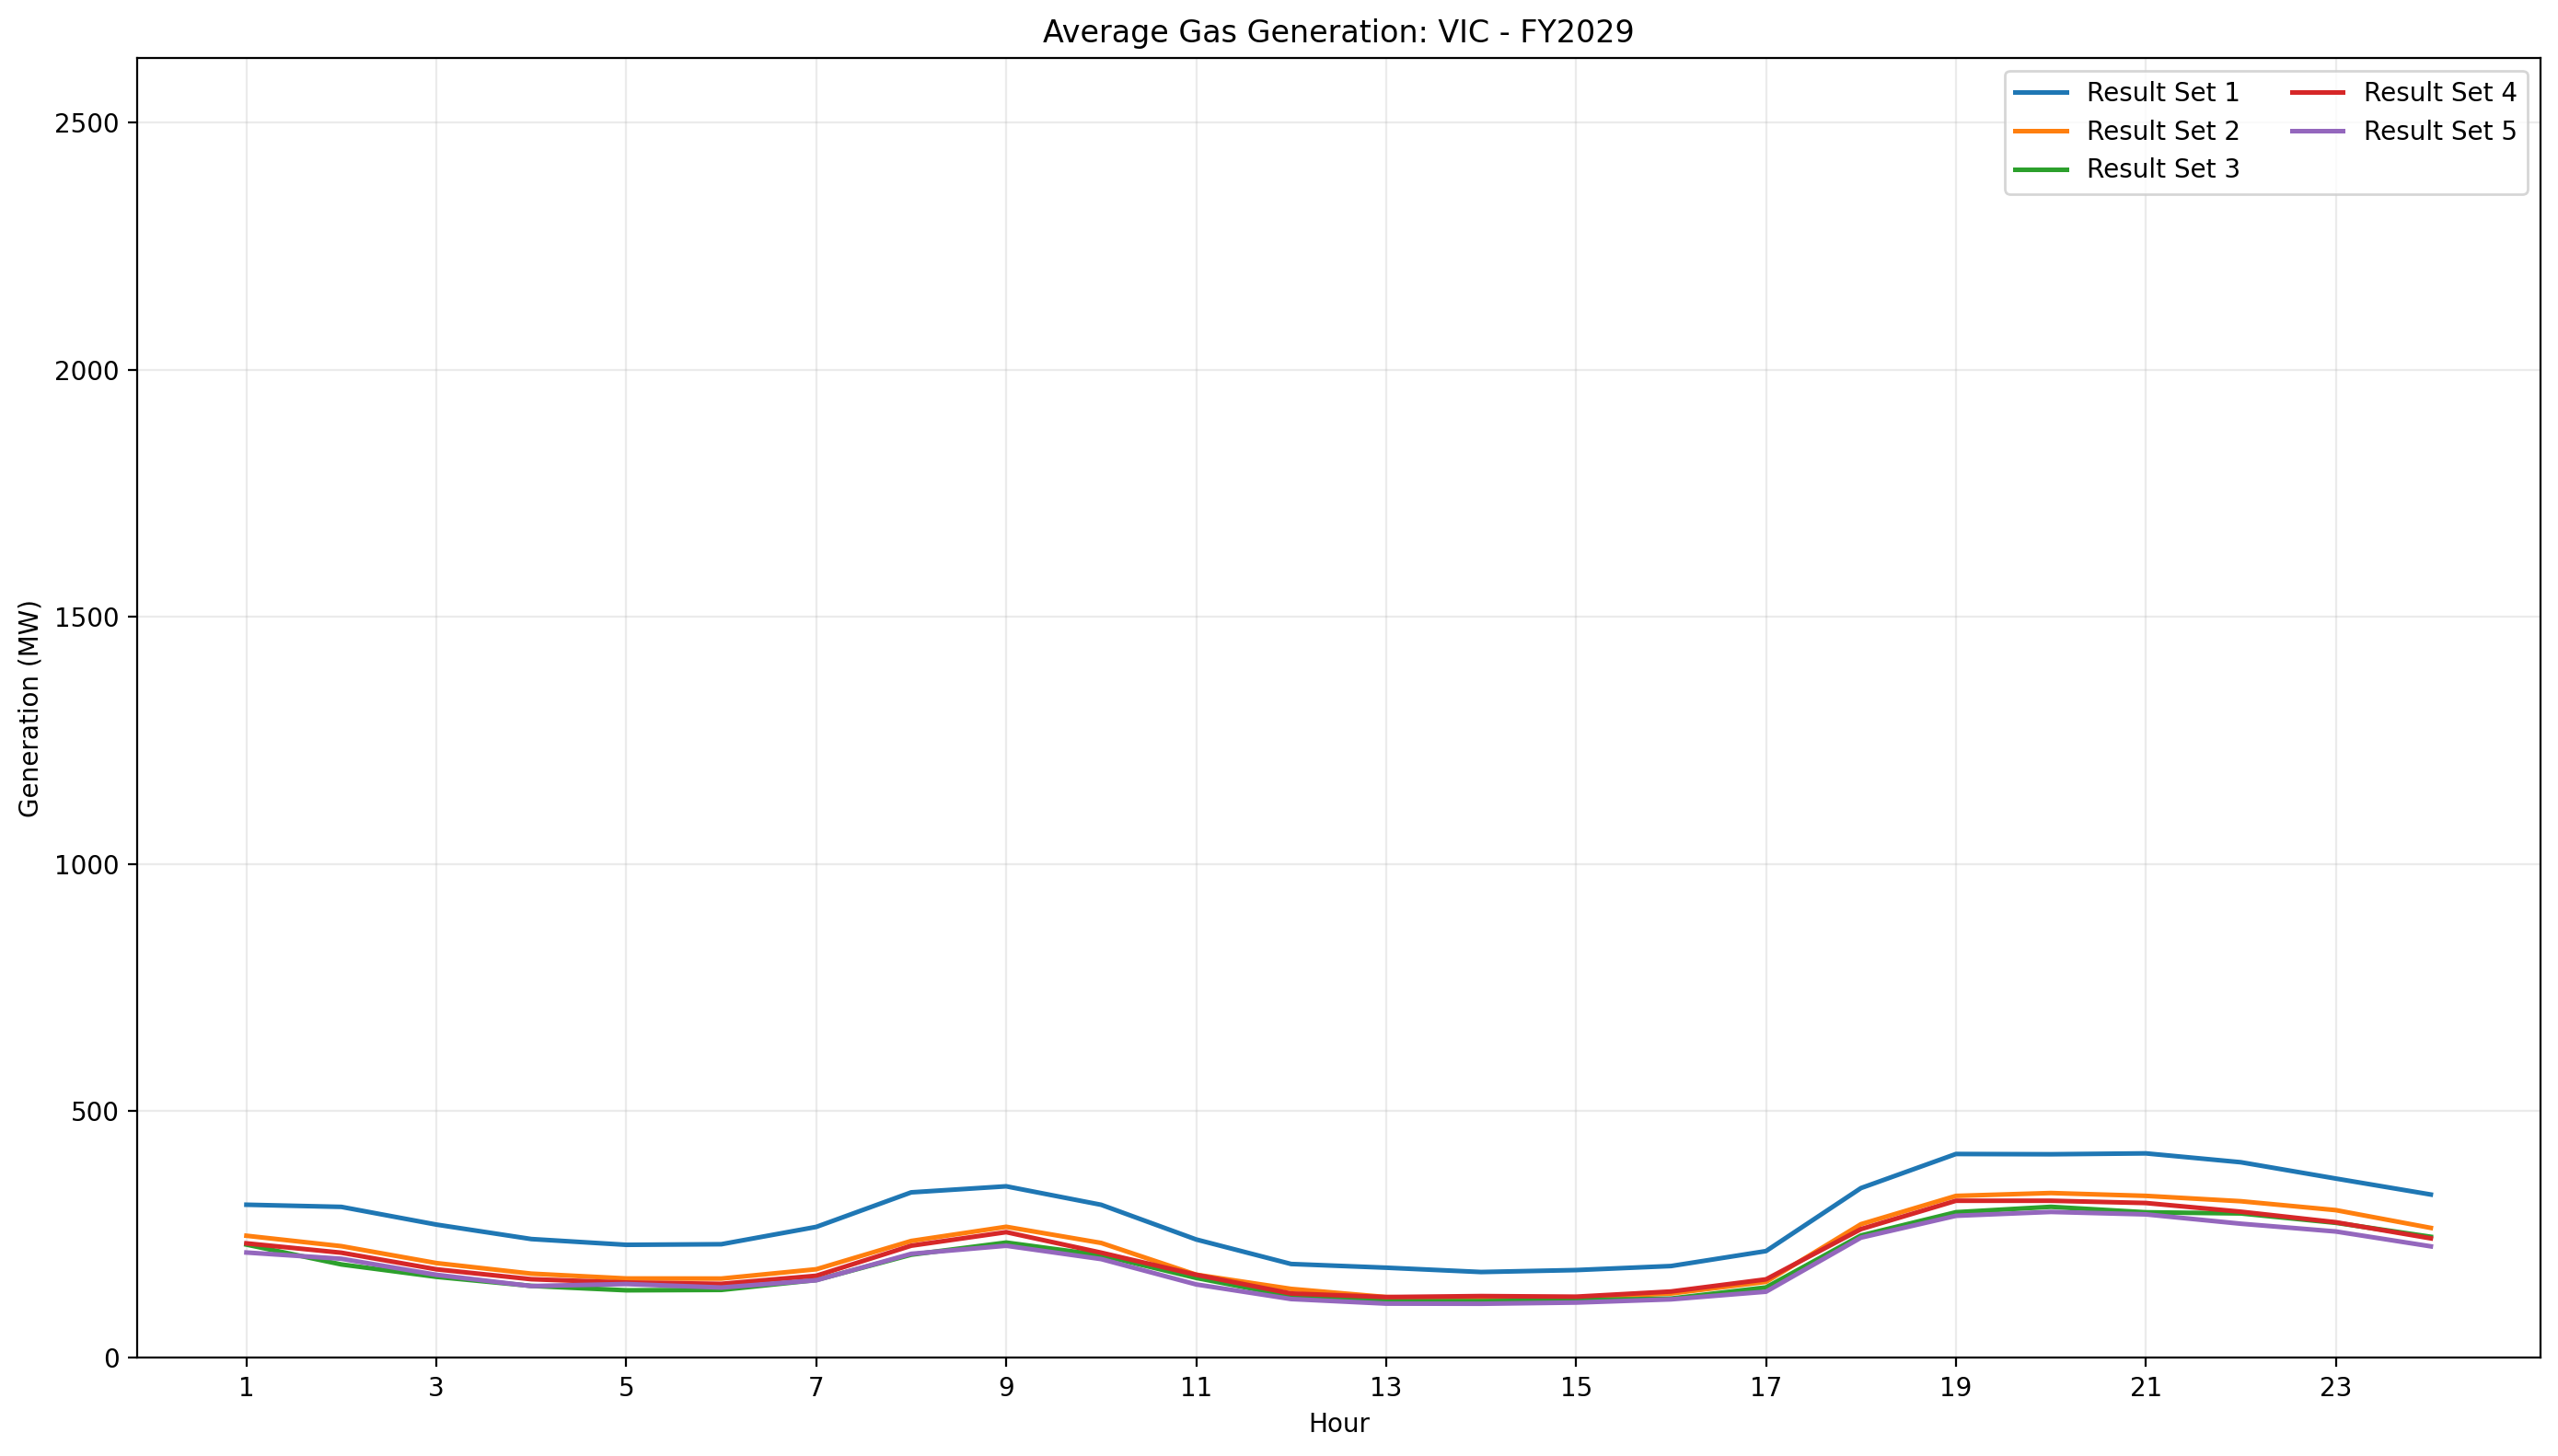 Average Gas Generation: VIC - FY2029
Result Set 1
Result Set 2
Result Set 3
Result Set 4
Result Set 5
Generation (MW)
2500
2000
1500
1000
500
0
1 3 5 7 9 11 13 15 17 19 21 23
Hour